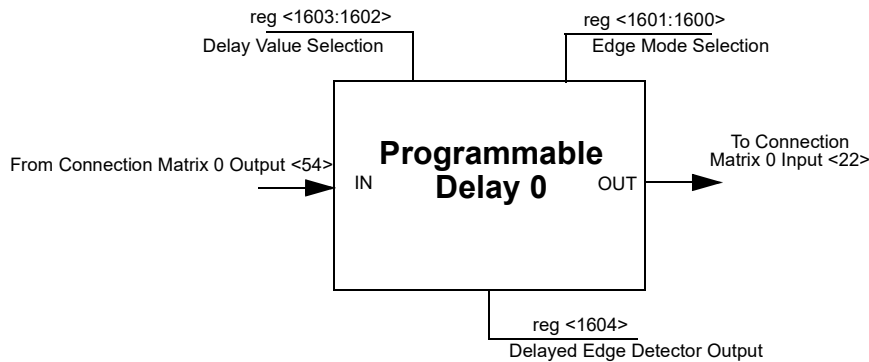 reg <1603:1602>
Delay Value Selection
reg <1601:1600>
Edge Mode Selection
From Connection Matrix 0 Output <54>
IN
Programmable
Delay 0
OUT
To Connection
Matrix 0 Input <22>
reg <1604>
Delayed Edge Detector Output